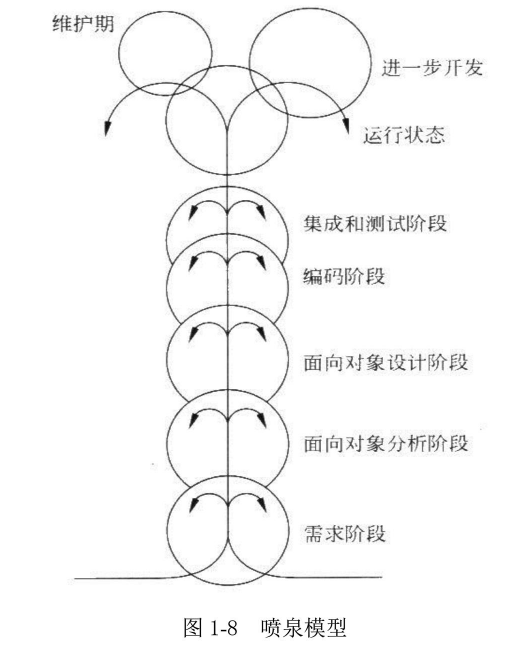 维护期
进一步开发
运行状态
集成和测试阶段
编码阶段
面向对象设计阶段
面向对象分析阶段
需求阶段
图 1-8 喷泉模型